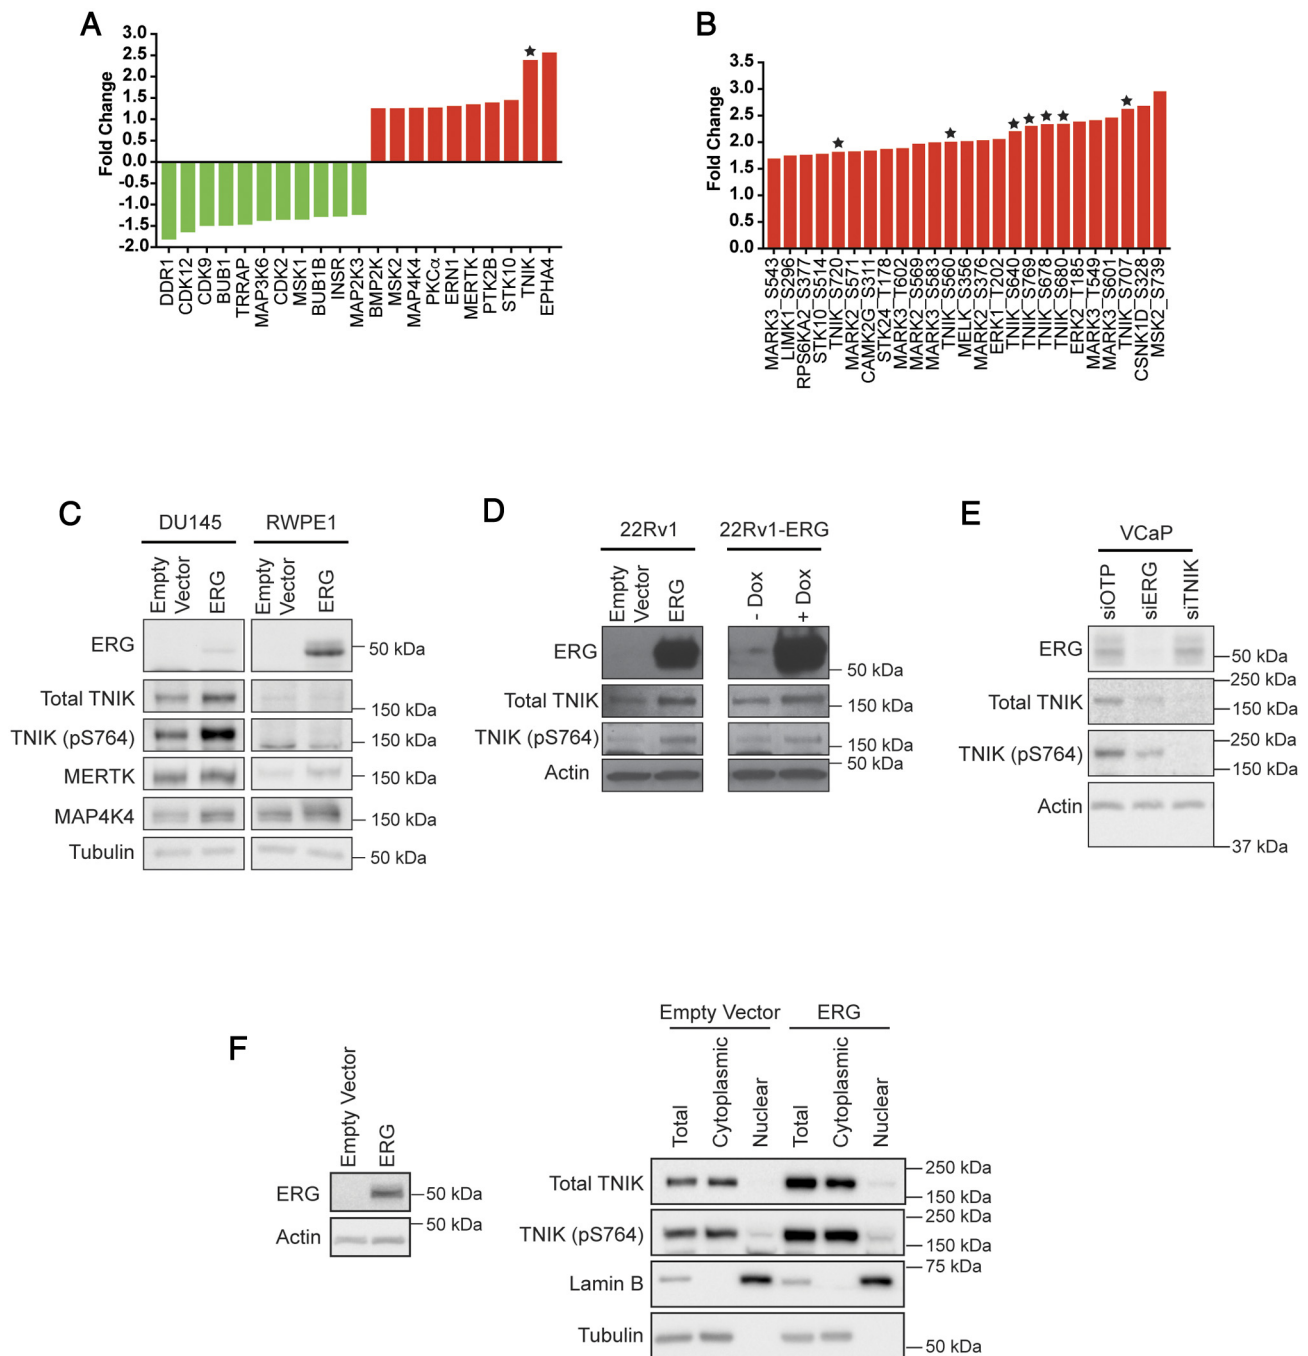 A
Fold Change
3.0
2.5
2.0
1.5
1.0
0.5
0.0
-0.5
-1.0
-1.5
-2.0
DDR1
CDK12
CDK9
BUB1
TRRAP
MAP3K6
CDK2
MSK1
BUB1B
INSR
MAP2K3
BMP2K
MSK2
MAP4K4
PKCα
ERN1
MERTK
PTK2B
STK10
TNIK
EPHA4
B
Fold Change
3.5
3.0
2.5
2.0
1.5
1.0
0.5
0.0
MARK3_S543
LIMK1_S296
RPS6KA2_S377
STK10_S514
TNIK_S720
MARK2_S571
CAMK2G_S311
STK24_T178
MARK3_T602
MARK2_S569
MARK3_S583
TNIK_S560
MELK_S356
MARK2_S376
ERK1_T202
TNIK_S640
TNIK_S769
TNIK_S678
TNIK_S680
ERK2_T185
MARK3_T549
MARK3_S601
TNIK_S707
CSNK1D_S328
MSK2_S739
C
DU145 RWPE1
Empty Vector ERG Empty Vector ERG
ERG 50 kDa
Total TNIK 150 kDa
TNIK (pS764) 150 kDa
MERTK 150 kDa
MAP4K4 150 kDa
Tubulin 50 kDa
D
22Rv1 22Rv1-ERG
Empty Vector ERG - Dox + Dox
ERG 50 kDa
Total TNIK 150 kDa
TNIK (pS764) 150 kDa
50 kDa
Actin
E
VCaP
siOTP siERG siTNIK
ERG 50 kDa
250 kDa
Total TNIK 150 kDa
250 kDa
TNIK (pS764) 150 kDa
Actin
37 kDa
F
Empty Vector ERG
ERG 50 kDa
50 kDa
Actin
Empty Vector ERG
Total Cytoplasmic Nuclear Total Cytoplasmic Nuclear
250 kDa
Total TNIK 150 kDa
250 kDa
TNIK (pS764) 150 kDa
75 kDa
Lamin B
Tubulin 50 kDa